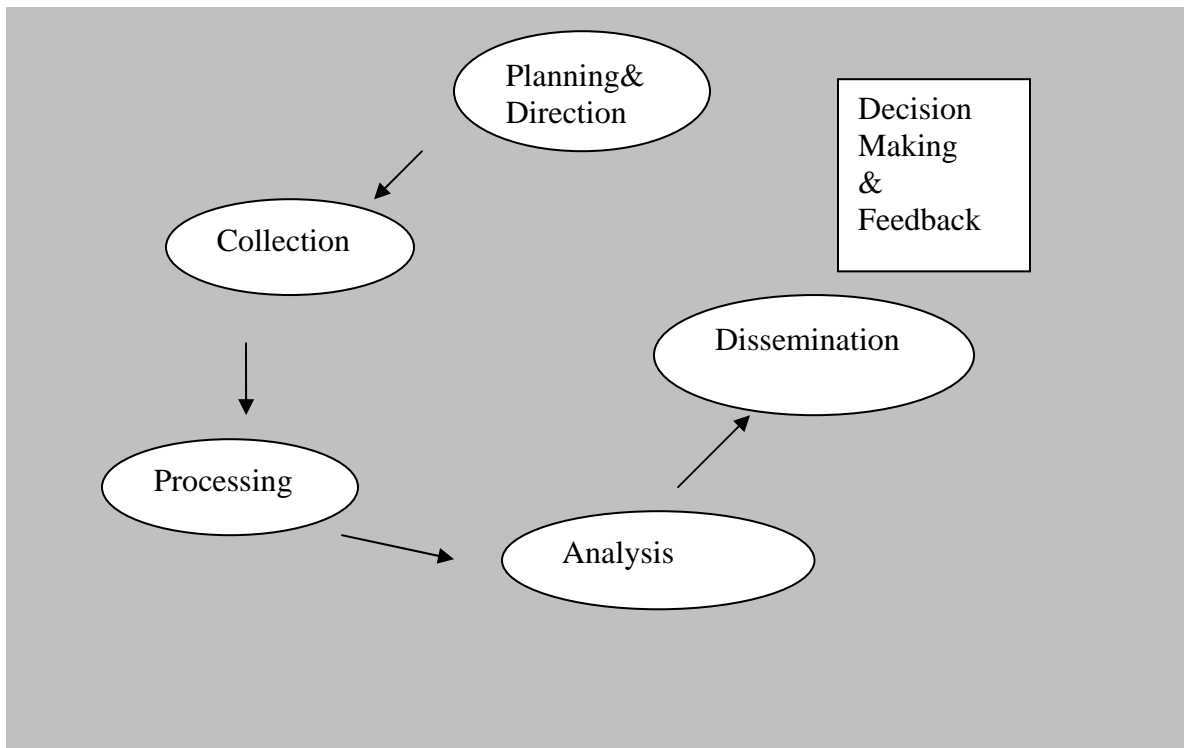 Planning&
Direction
Decision
Making
&
Feedback
Collection
Dissemination
Processing
Analysis